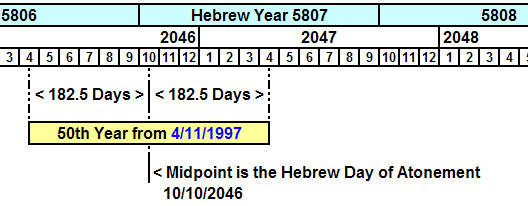 5806 Hebrew Year 5807 5808
2046 2047 2048
3 4 5 6 7 8 9 10 11 12 1 2 3 4 5 6 7 8 9 10 11 12 1 2 3 4 5
< 182.5 Days > < 182.5 Days >
50th Year from 4/11/1997
< Midpoint is the Hebrew Day of Atonement
10/10/2046